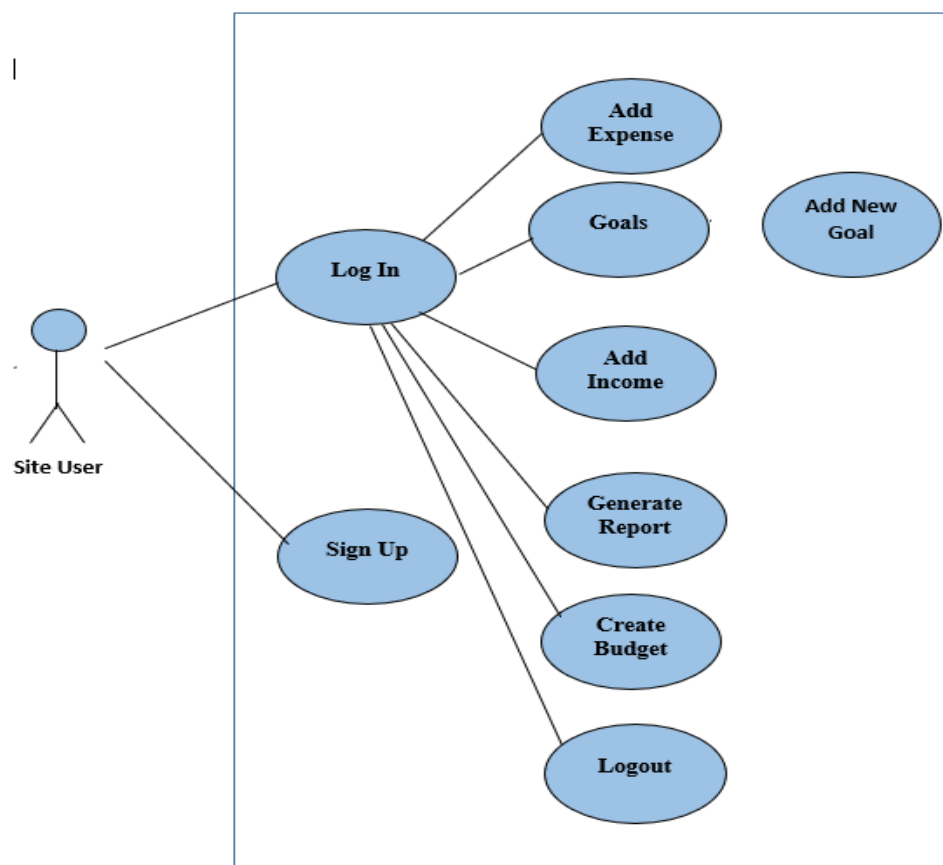 Add
Expense
Goals
Add New
Goal
Log In
Add
Income
Site User
Generate
Report
Sign Up
Create
Budget
Logout